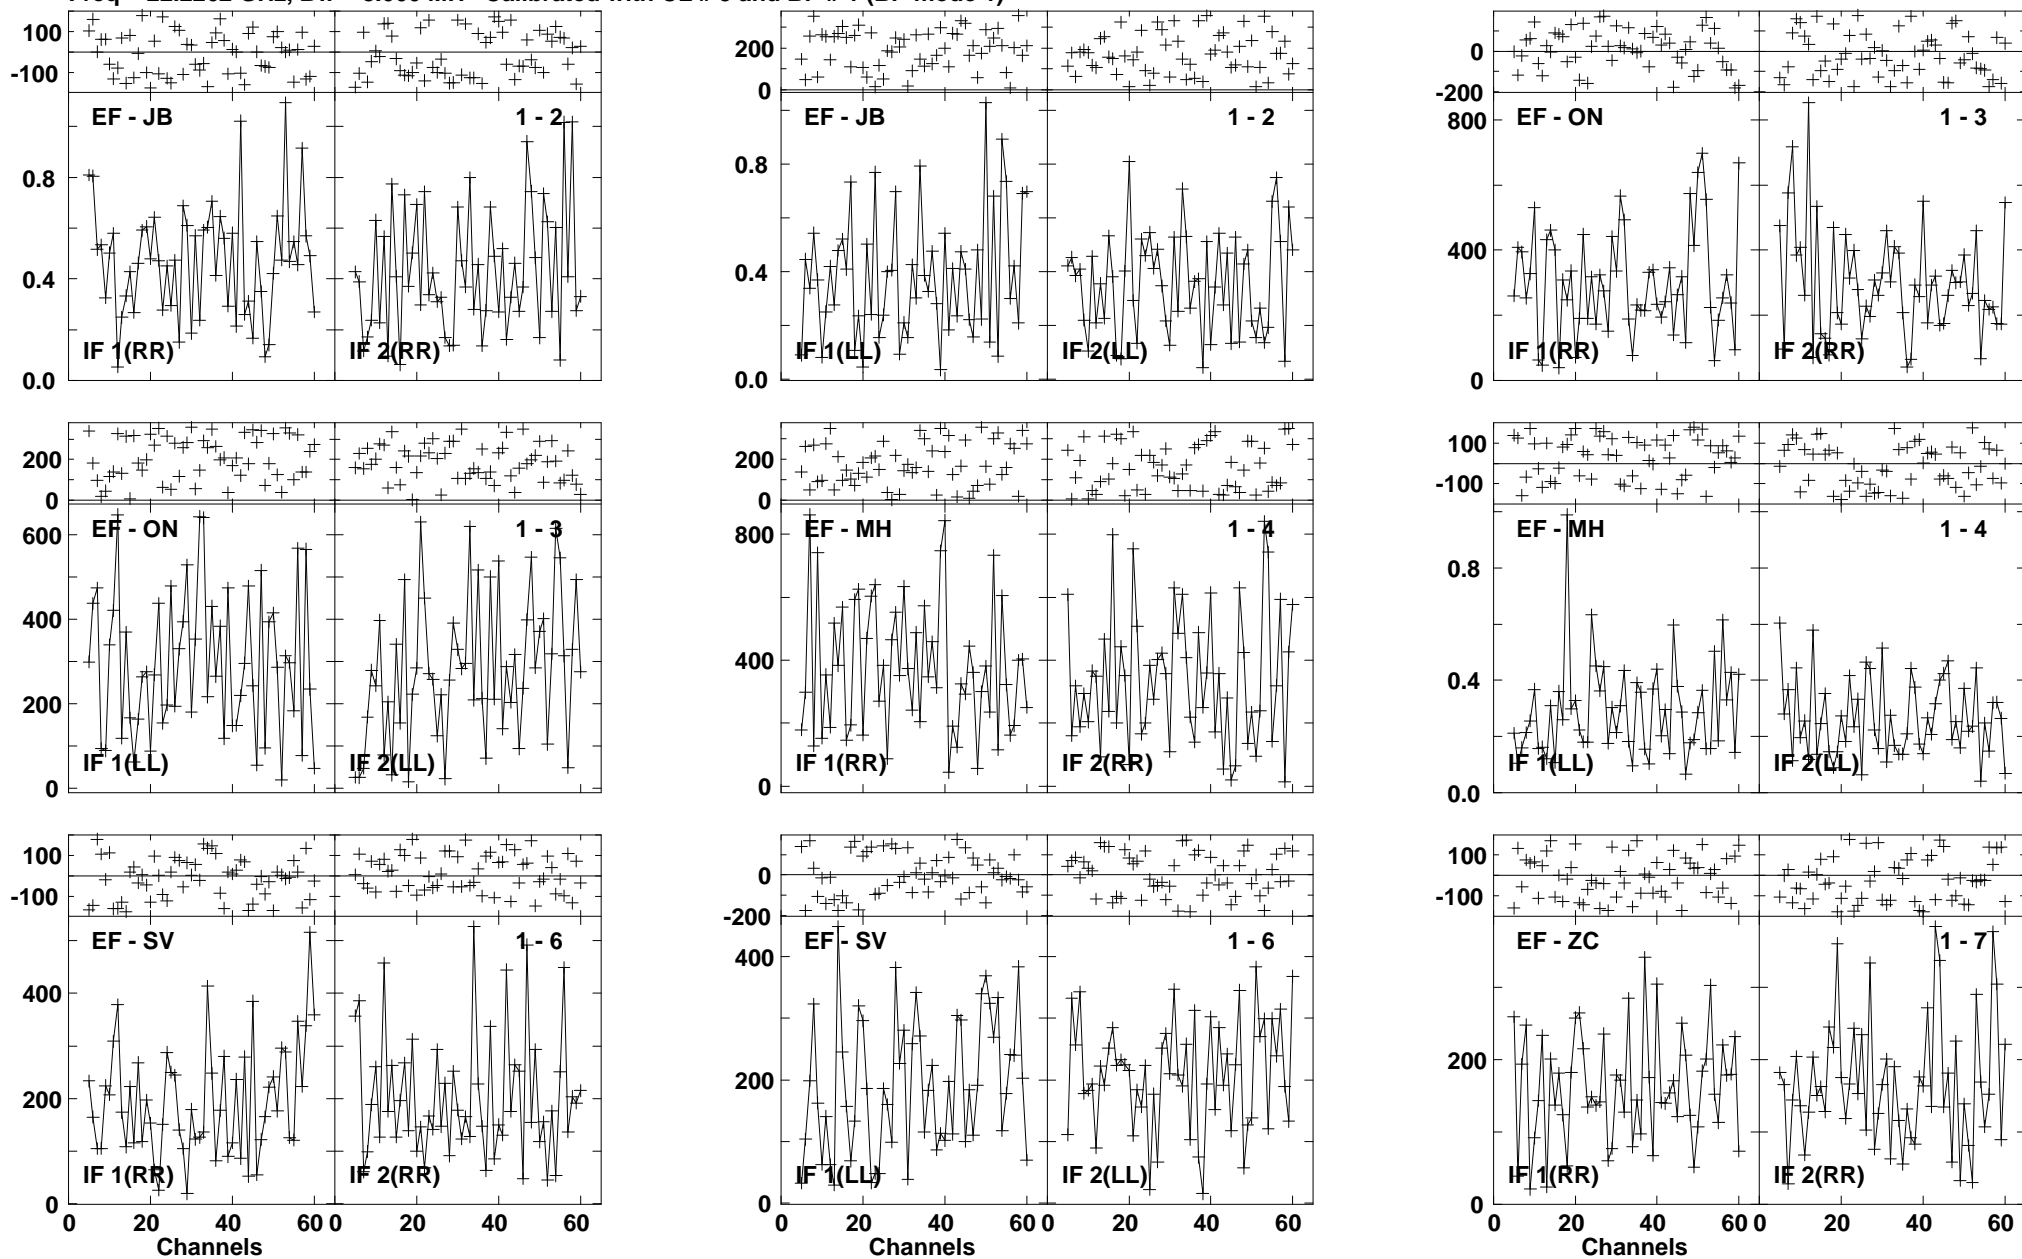 100 -100 200 0 0 -200
EF - JB 1 - 2 EF - JB 1 - 2 EF - ON 1 - 3
0.8 0.4 0.0 0.8 0.4 0.0 800 400 0
IF 1(RR) IF 2(RR) IF 1(LL) IF 2(LL) IF 1(RR) IF 2(RR)
200 0 200 0 100 -100
EF - ON 1 - 3 EF - MH 1 - 4 EF - MH 1 - 4
600 400 200 0 800 400 0 0.8 0.4 0.0
IF 1(LL) IF 2(LL) IF 1(RR) IF 2(RR) IF 1(LL) IF 2(LL)
100 -100 0 -200 100 -100
EF - SV 1 - 6 EF - SV 1 - 6 EF - ZC 1 - 7
400 200 0 400 200 0 200 0
IF 1(RR) IF 2(RR) IF 1(LL) IF 2(LL) IF 1(RR) IF 2(RR)
0 20 40 60 0 20 40 60 0 20 40 60 0 20 40 60 0 20 40 60 0 20 40 60
Channels Channels Channels